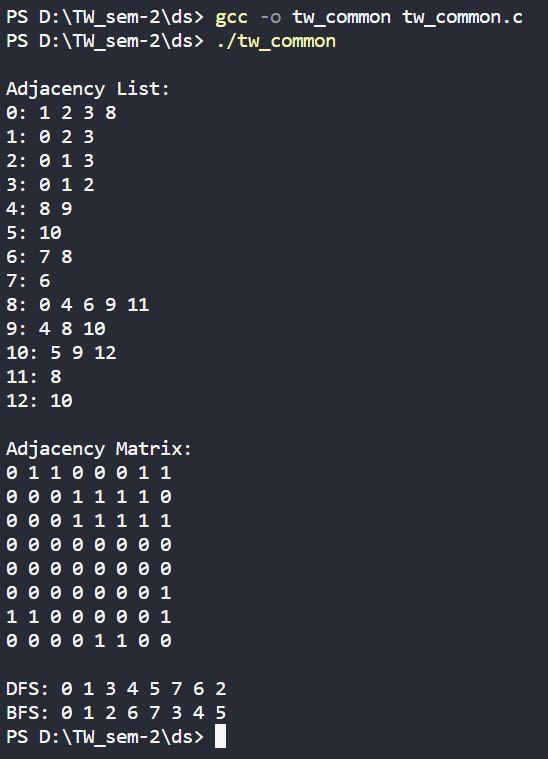 PS D:\TW_sem-2\ds> gcc -o tw_common tw_common.c
PS D:\TW_sem-2\ds> ./tw_common
Adjacency List:
0: 1 2 3 8
1: 0 2 3
2: 0 1 3
3: 0 1 2
4: 8 9
5: 10
6: 7 8
7: 6
8: 0 4 6 9 11
9: 4 8 10
10: 5 9 12
11: 8
12: 10
Adjacency Matrix:
0 1 1 0 0 0 1 1
0 0 0 1 1 1 1 0
0 0 0 1 1 1 1 1
0 0 0 0 0 0 0 0
0 0 0 0 0 0 0 0
0 0 0 0 0 0 0 1
1 1 0 0 0 0 0 1
0 0 0 0 1 1 0 0
DFS: 0 1 3 4 5 7 6 2
BFS: 0 1 2 6 7 3 4 5
PS D:\TW_sem-2\ds>